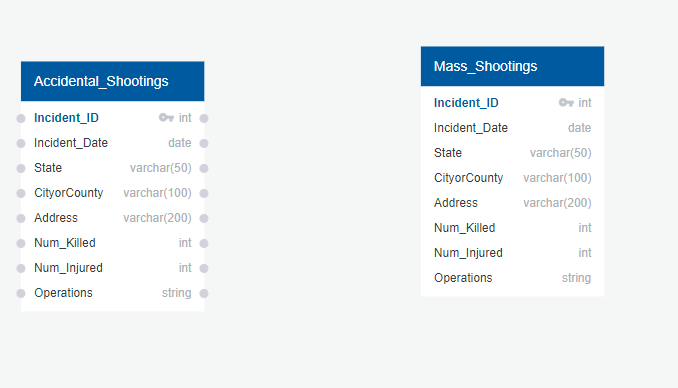 Accidental_Shootings
Incident_ID int
Incident_Date date
State varchar(50)
CityorCounty varchar(100)
Address varchar(200)
Num_Killed int
Num_Injured int
Operations string
Mass_Shootings
Incident_ID int
Incident_Date date
State varchar(50)
CityorCounty varchar(100)
Address varchar(200)
Num_Killed int
Num_Injured int
Operations string